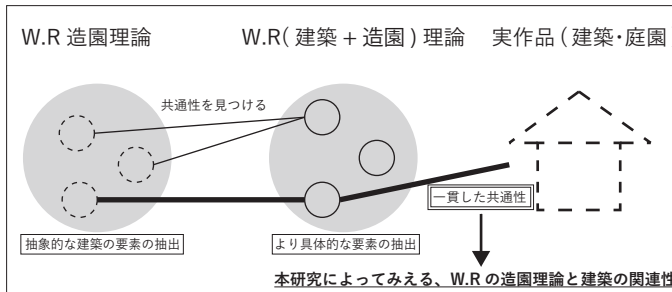 W.R 造園理論
W.R( 建築 + 造園 ) 理論
実作品 ( 建築・庭園
共通性を見つける
一貫した共通性
抽象的な建築の要素の抽出
より具体的な要素の抽出
本研究によってみえる、W.R の造園理論と建築の関連性